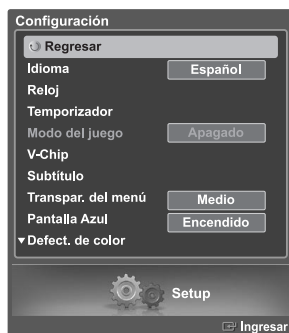 Configuración
Regresar
Idioma Español
Reloj
Temporizador
Modo del juego Apagado
V-Chip
Subtítulo
Transpar. del menú Medio
Pantalla Azul Encendido
▼Defect. de color
Setup
Ingresar